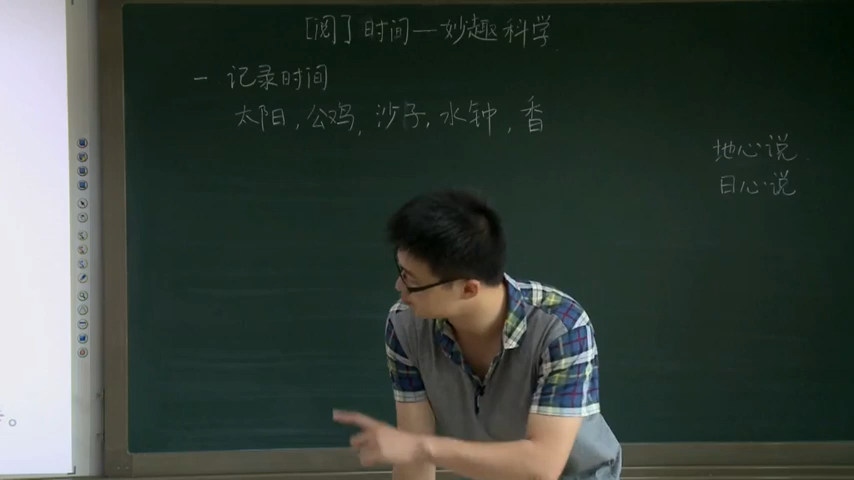 [阅] 时间—妙趣科学
一 记录时间
太阳，公鸡，沙子，水钟，香
地心说
日心说